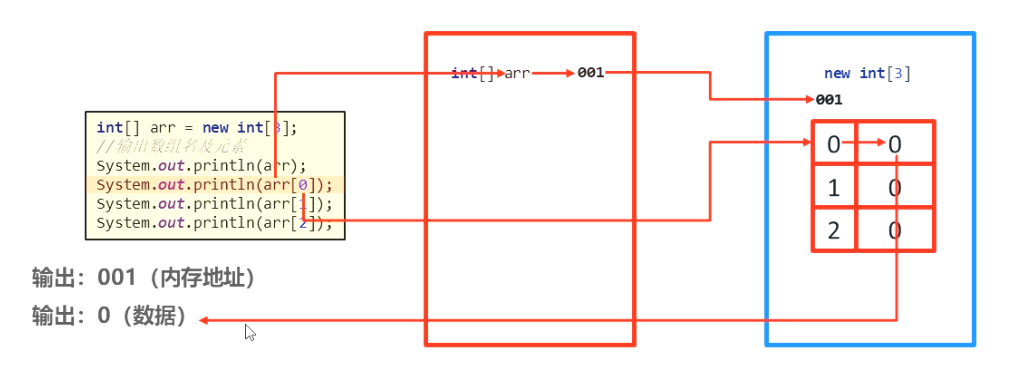 int[] arr 001
new int[3]
001
int[] arr = new int[3];
//输出数组名及元素
System.out.println(arr);
System.out.println(arr[0]);
System.out.println(arr[1]);
System.out.println(arr[2]);
0 0
1 0
2 0
输出：001（内存地址）
输出：0（数据）